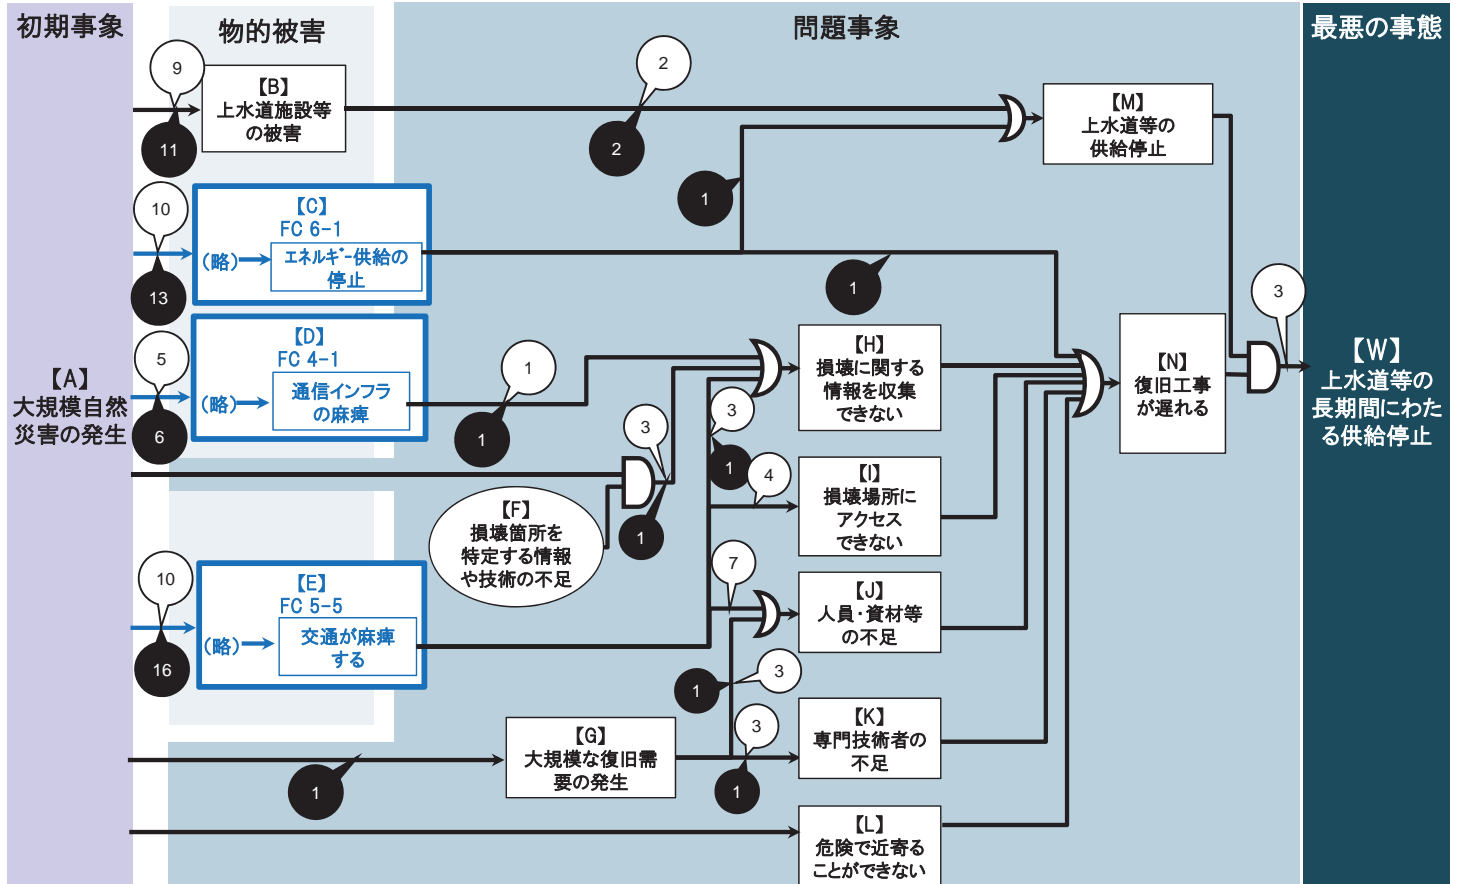 初期事象
物的被害
問題事象
最悪の事態
9
11
【B】
上水道施設等
の被害
2
2
1
【M】
上水道等の
供給停止
10
13
【C】
FC 6-1
(略)
エネルギー供給の
停止
1
3
5
6
【D】
FC 4-1
(略)
通信インフラ
の麻痺
1
1
【H】
損壊に関する
情報を収集
できない
【N】
復旧工事
が遅れる
【A】
大規模自然
災害の発生
【W】
上水道等の
長期間にわた
る供給停止
3
1
3
1
4
【F】
損壊箇所を
特定する情報
や技術の不足
【I】
損壊場所に
アクセス
できない
10
16
【E】
FC 5-5
(略)
交通が麻痺
する
7
【J】
人員・資材等
の不足
1
3
【G】
大規模な復旧需
要の発生
1
3
1
【K】
専門技術者の
不足
【L】
危険で近寄る
ことができない